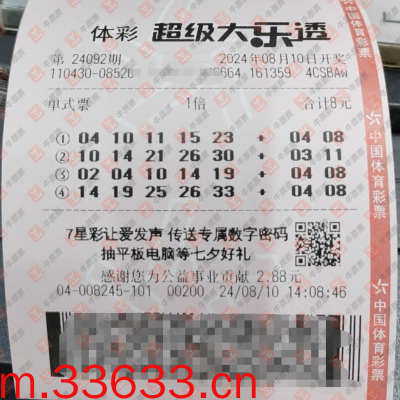 体彩 超级大乐透
第 24092期 2024年08月10日开奖
110430-08526 664 161359 4CSBAw
单式票 1倍 合计8元
① 04 10 11 15 23 + 04 08
② 10 14 21 26 30 + 03 11
③ 02 04 10 14 19 + 04 08
④ 14 19 25 26 33 + 04 08
7星彩让爱发声 传送专属数字密码
抽平板电脑等七夕好礼
感谢您为公益事业贡献 2.88元
04-008245-101 00200 24/08/10 14:08:46
中国体育彩票
中国体育彩票
m.33633.cn